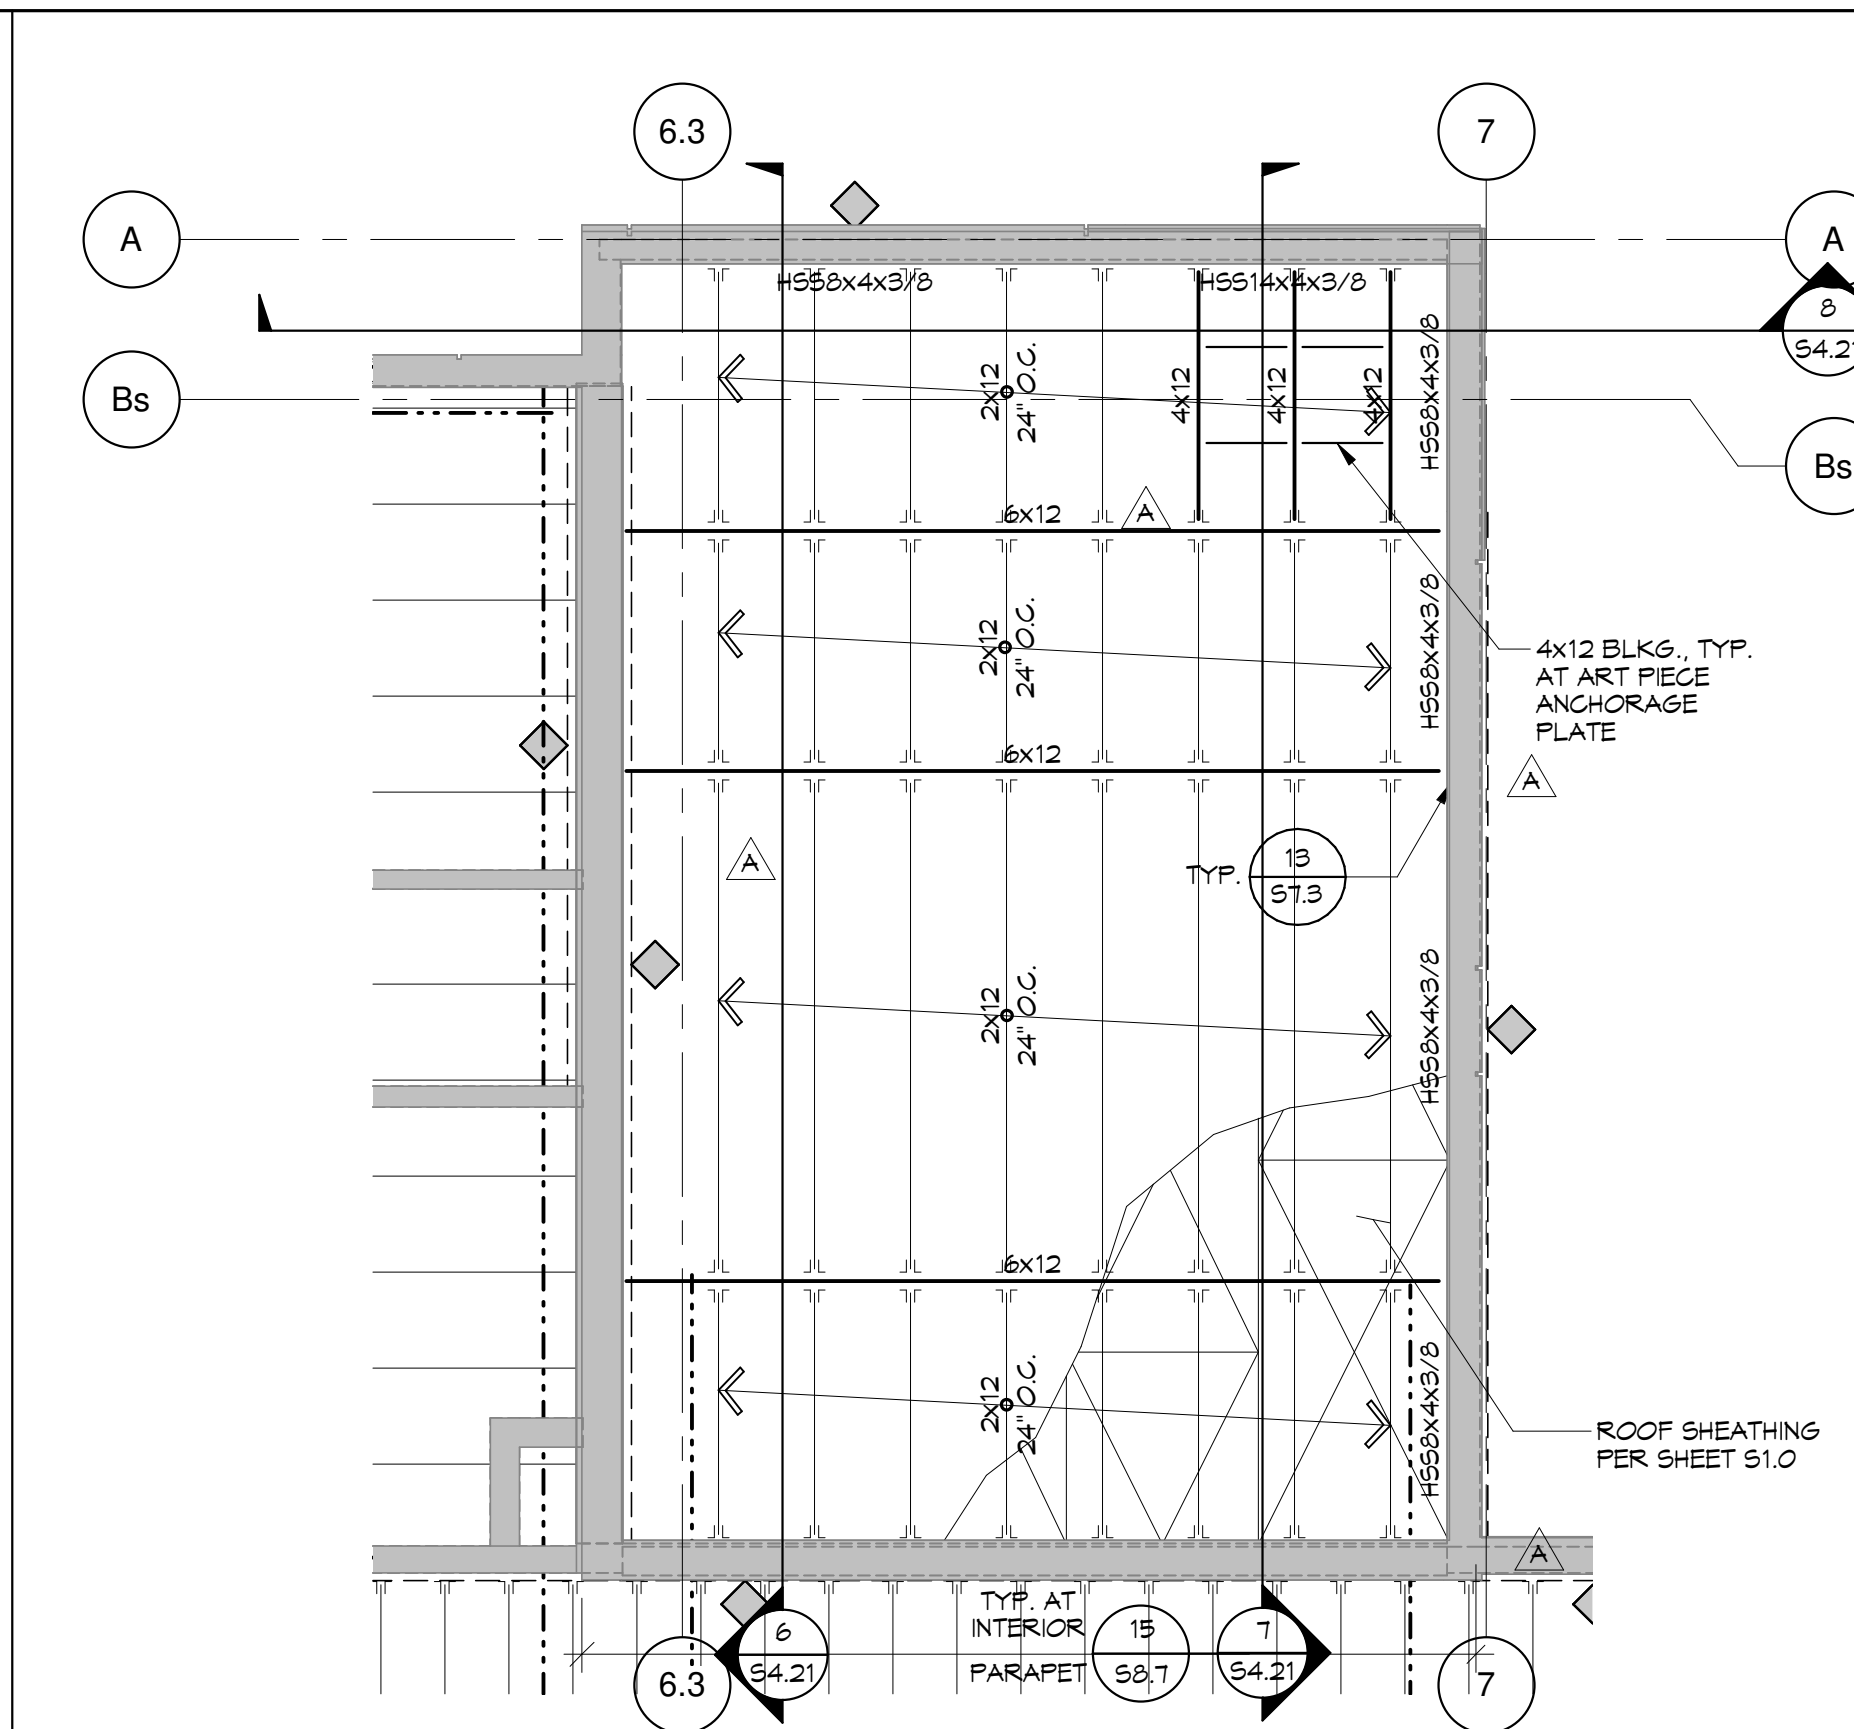 6.3
7
A
A
HSS8x4x3/8
HSS14x4x3/8
8
S4.21
HSS8x4x3/8
2x12
24" O.C.
4x12
4x12
4x12
Bs
Bs
6x12
A
HSS8x4x3/8
2x12
24" O.C.
4x12 BLKG., TYP.
AT ART PIECE
ANCHORAGE
PLATE
6x12
A
A
TYP.
13
S7.3
HSS8x4x3/8
2x12
24" O.C.
6x12
HSS8x4x3/8
2x12
24" O.C.
ROOF SHEATHING
PER SHEET S1.0
A
TYP. AT
INTERIOR
PARAPET
15
S8.7
6
S4.21
7
S4.21
6.3
7